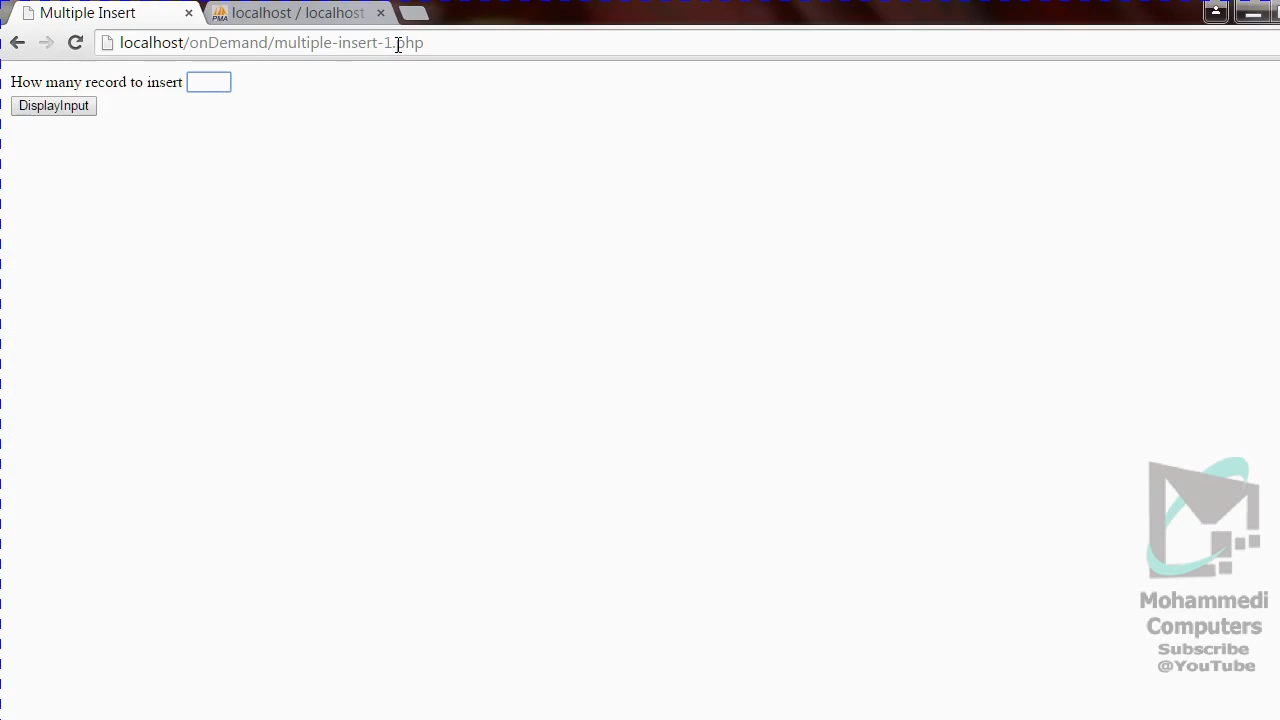 Multiple Insert
localhost / localhost
localhost/onDemand/multiple-insert-1.php
How many record to insert
DisplayInput
Mohammedi
Computers
Subscribe
@YouTube